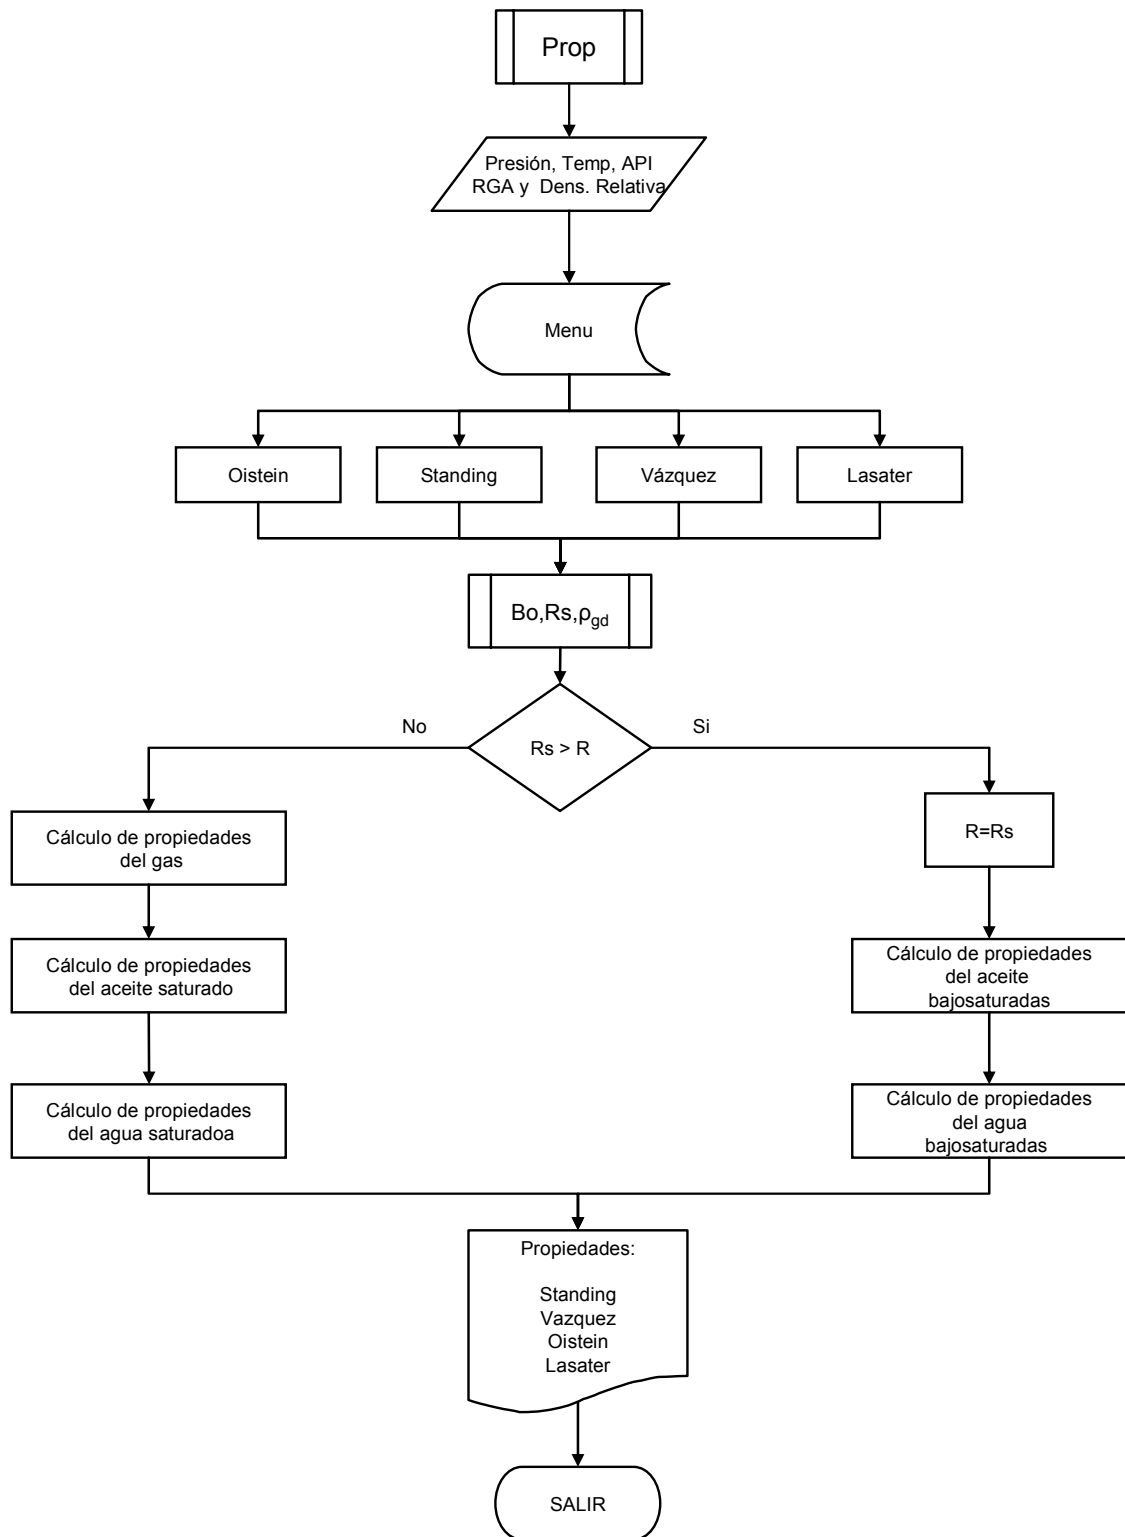 Prop
Presión, Temp, API
RGA y Dens. Relativa
Menu
Oistein
Standing
Vázquez
Lasater
Bo,Rs,ρgd
No
Rs > R
Si
Cálculo de propiedades
del gas
R=Rs
Cálculo de propiedades
del aceite saturado
Cálculo de propiedades
del aceite
bajosaturadas
Cálculo de propiedades
del agua saturadoa
Cálculo de propiedades
del agua
bajosaturadas
Propiedades:
Standing
Vazquez
Oistein
Lasater
SALIR